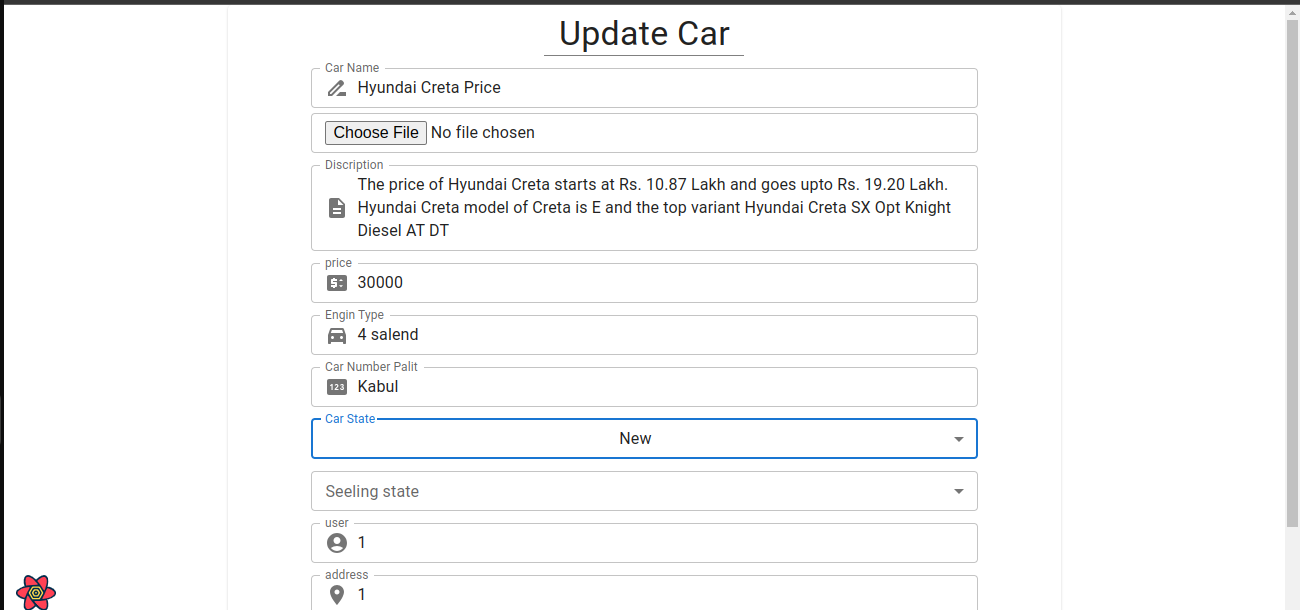 Update Car
Car Name
Hyundai Creta Price
Choose File No file chosen
Discription
The price of Hyundai Creta starts at Rs. 10.87 Lakh and goes upto Rs. 19.20 Lakh.
Hyundai Creta model of Creta is E and the top variant Hyundai Creta SX Opt Knight
Diesel AT DT
price
30000
Engin Type
4 salend
Car Number Palit
123 Kabul
Car State
New
Seeling state
user
1
address
1